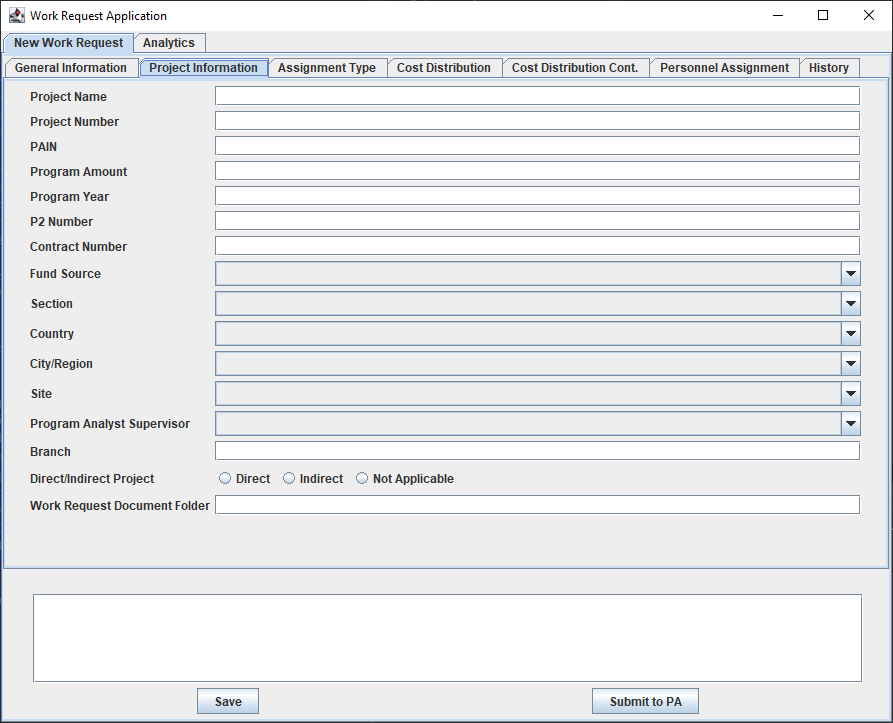 Work Request Application
New Work Request Analytics
General Information Project Information Assignment Type Cost Distribution Cost Distribution Cont. Personnel Assignment History
Project Name
Project Number
PAIN
Program Amount
Program Year
P2 Number
Contract Number
Fund Source
Section
Country
City/Region
Site
Program Analyst Supervisor
Branch
Direct/Indirect Project Direct Indirect Not Applicable
Work Request Document Folder
Save Submit to PA